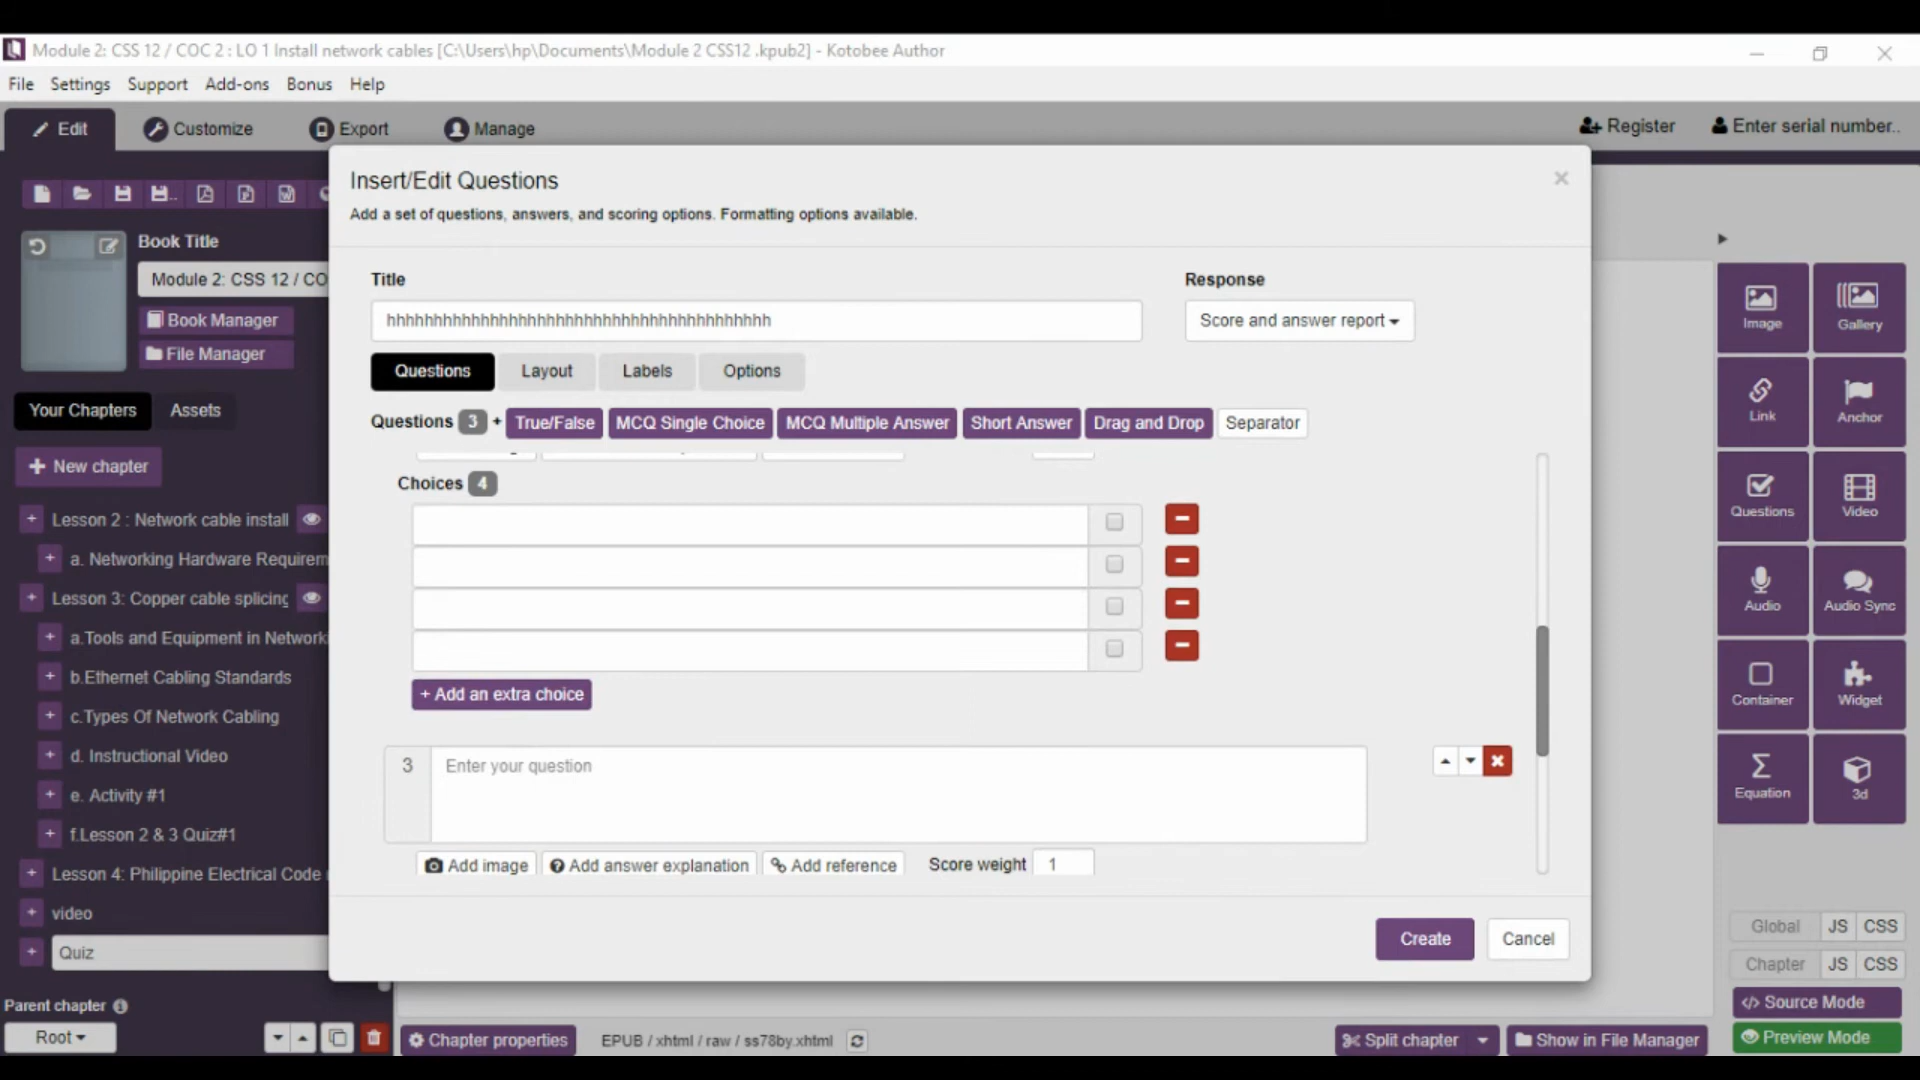 Module 2: CSS 12 / COC 2 : LO 1 Install network cables [C:\Users\hp\Documents\Module 2 CSS12 .kpub2] - Kotobee Author
File Settings Support Add-ons Bonus Help
Edit Customize Export Manage
Register Enter serial number..
Insert/Edit Questions
Add a set of questions, answers, and scoring options. Formatting options available.
Book Title
Module 2: CSS 12 / CO
Book Manager
File Manager
Your Chapters Assets
+ New chapter
+ Lesson 2 : Network cable install
+ a. Networking Hardware Requirem
+ Lesson 3: Copper cable splicing
+ a.Tools and Equipment in Network
+ b.Ethernet Cabling Standards
+ c.Types Of Network Cabling
+ d. Instructional Video
+ e. Activity #1
+ f.Lesson 2 & 3 Quiz#1
+ Lesson 4: Philippine Electrical Code
+ video
+ Quiz
Parent chapter
Root
Title
Response
hhhhhhhhhhhhhhhhhhhhhhhhhhhhhhhhhhhhhhhhh
Score and answer report
Questions Layout Labels Options
Questions 3 + True/False MCQ Single Choice MCQ Multiple Answer Short Answer Drag and Drop Separator
Choices 4
+ Add an extra choice
3 Enter your question
Add image Add answer explanation Add reference Score weight 1
Create Cancel
Image Gallery
Link Anchor
Questions Video
Audio Audio Sync
Container Widget
Equation 3d
Global JS CSS
Chapter JS CSS
</> Source Mode
Preview Mode
Chapter properties EPUB / xhtml / raw / ss78by.xhtml Split chapter Show in File Manager